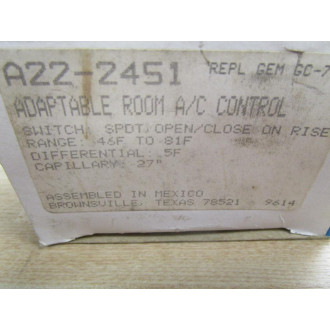 A22-2451 REPL GEM GC-7
ADAPTABLE ROOM A/C CONTROL
SWITCH, SPDT, OPEN/CLOSE ON RISE
RANGE: 46F TO 81F
DIFFERENTIAL: 5F
CAPILLARY: 27"
ASSEMBLED IN MEXICO
BROWNSVILLE, TEXAS 78521 9614